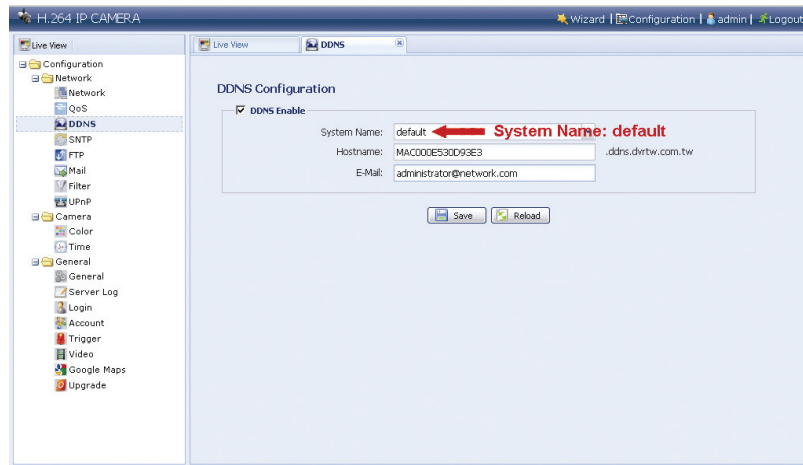 H.264 IP CAMERA
Wizard | Configuration | admin | Logout
Live View
Configuration
Network
Network
QoS
DDNS
SNTP
FTP
Mail
Filter
UPnP
Camera
Color
Time
General
General
Server Log
Login
Account
Trigger
Video
Google Maps
Upgrade
Live View DDNS
DDNS Configuration
DDNS Enable
System Name: default System Name: default
Hostname: MAC000E530D93E3 .ddns.dvrtw.com.tw
E-Mail: administrator@network.com
Save Reload